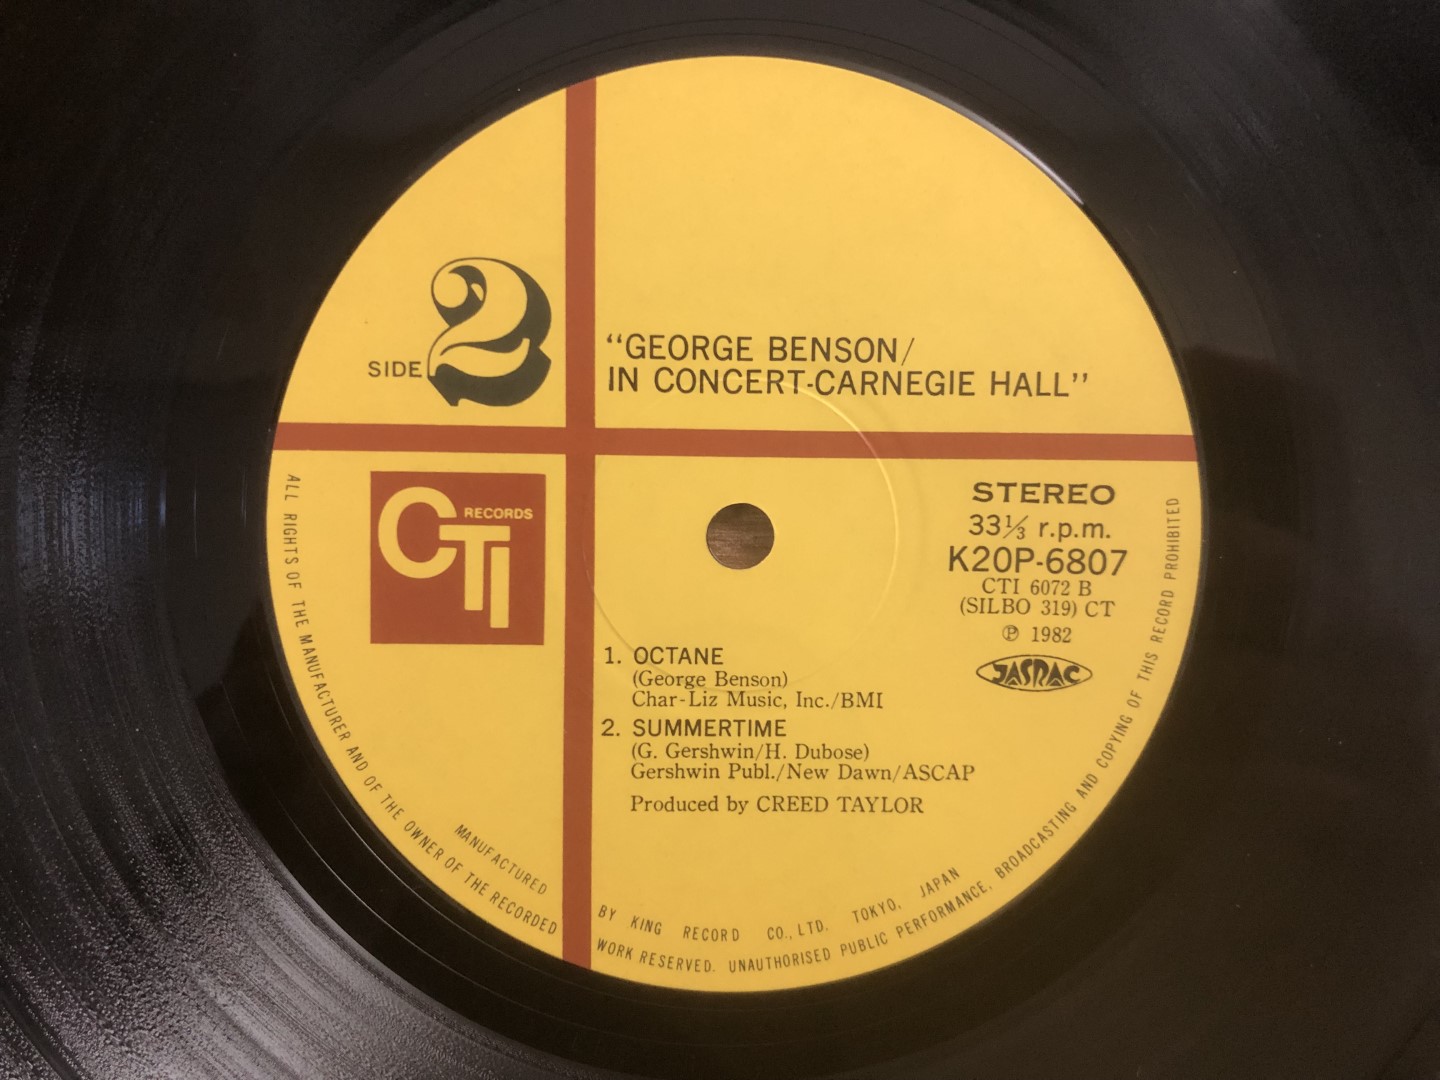 SIDE 2
"GEORGE BENSON/
IN CONCERT-CARNEGIE HALL"
CTI RECORDS
STEREO
33⅓ r.p.m.
K20P-6807
CTI 6072 B
(SILBO 319) CT
℗ 1982
JASRAC
1. OCTANE
(George Benson)
Char-Liz Music, Inc./BMI
2. SUMMERTIME
(G. Gershwin/H. Dubose)
Gershwin Publ./New Dawn/ASCAP
Produced by CREED TAYLOR
MANUFACTURED BY KING RECORD CO., LTD. TOKYO, JAPAN
ALL RIGHTS OF THE MANUFACTURER AND OF THE OWNER OF THE RECORDED WORK RESERVED. UNAUTHORISED PUBLIC PERFORMANCE, BROADCASTING AND COPYING OF THIS RECORD PROHIBITED